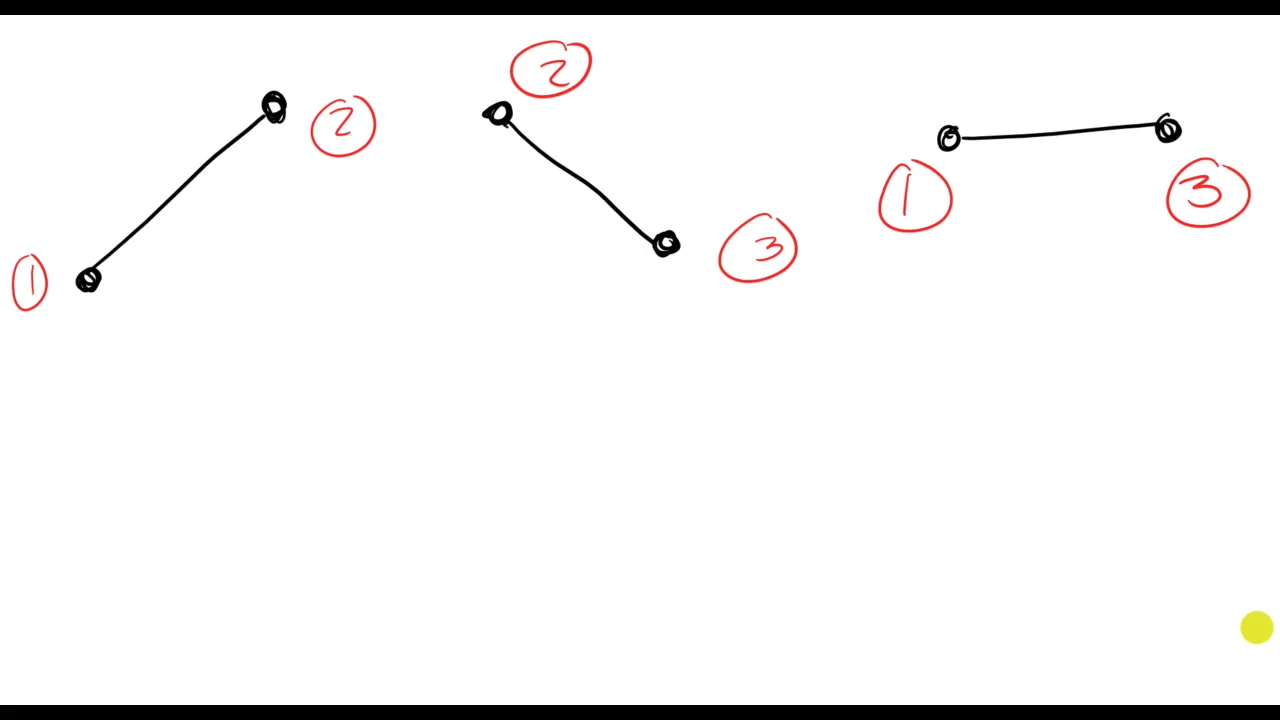 ① ② ② ③ ① ③